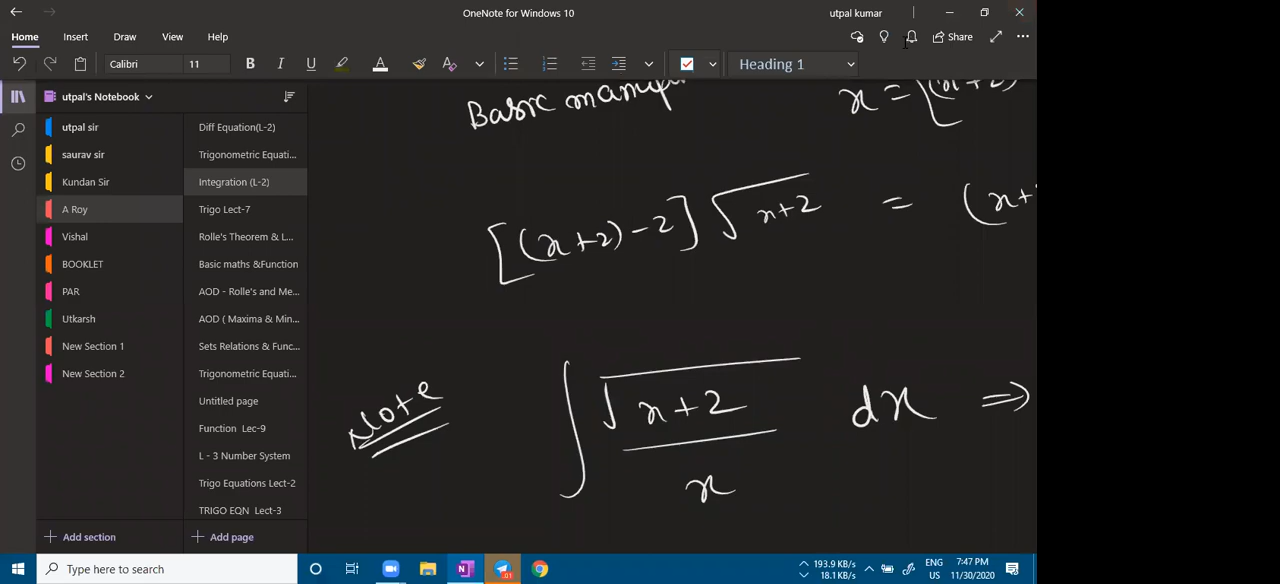 OneNote for Windows 10
utpal kumar
Home Insert Draw View Help
Share
Calibri 11 B I U A Heading 1
utpal's Notebook
utpal sir
saurav sir
Kundan Sir
A Roy
Vishal
BOOKLET
PAR
Utkarsh
New Section 1
New Section 2
Add section
Diff Equation(L-2)
Trigonometric Equati...
Integration (L-2)
Trigo Lect-7
Rolle's Theorem & L...
Basic maths &Function
AOD - Rolle's and Me...
AOD ( Maxima & Min...
Sets Relations & Func...
Trigonometric Equati...
Untitled page
Function Lec-9
L - 3 Number System
Trigo Equations Lect-2
TRIGO EQN Lect-3
Add page
Basic
x = [(x+2)
[(x+2)-2] √x+2 = (x+
Note ∫ √x+2 / x dx ⇒
Type here to search
193.9 KB/s
18.1 KB/s
ENG
US
7:47 PM
11/30/2020